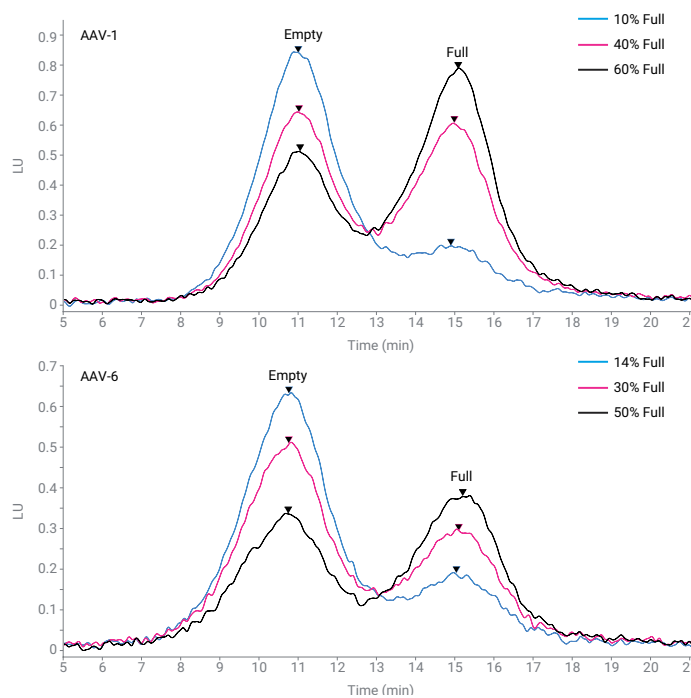 AAV-1
Empty
Full
10% Full
40% Full
60% Full
0.9
0.8
0.7
0.6
0.5
0.4
0.3
0.2
0.1
0
LU
5 6 7 8 9 10 11 12 13 14 15 16 17 18 19 20
Time (min)
AAV-6
Empty
Full
14% Full
30% Full
50% Full
0.7
0.6
0.5
0.4
0.3
0.2
0.1
0
LU
5 6 7 8 9 10 11 12 13 14 15 16 17 18 19 20
Time (min)